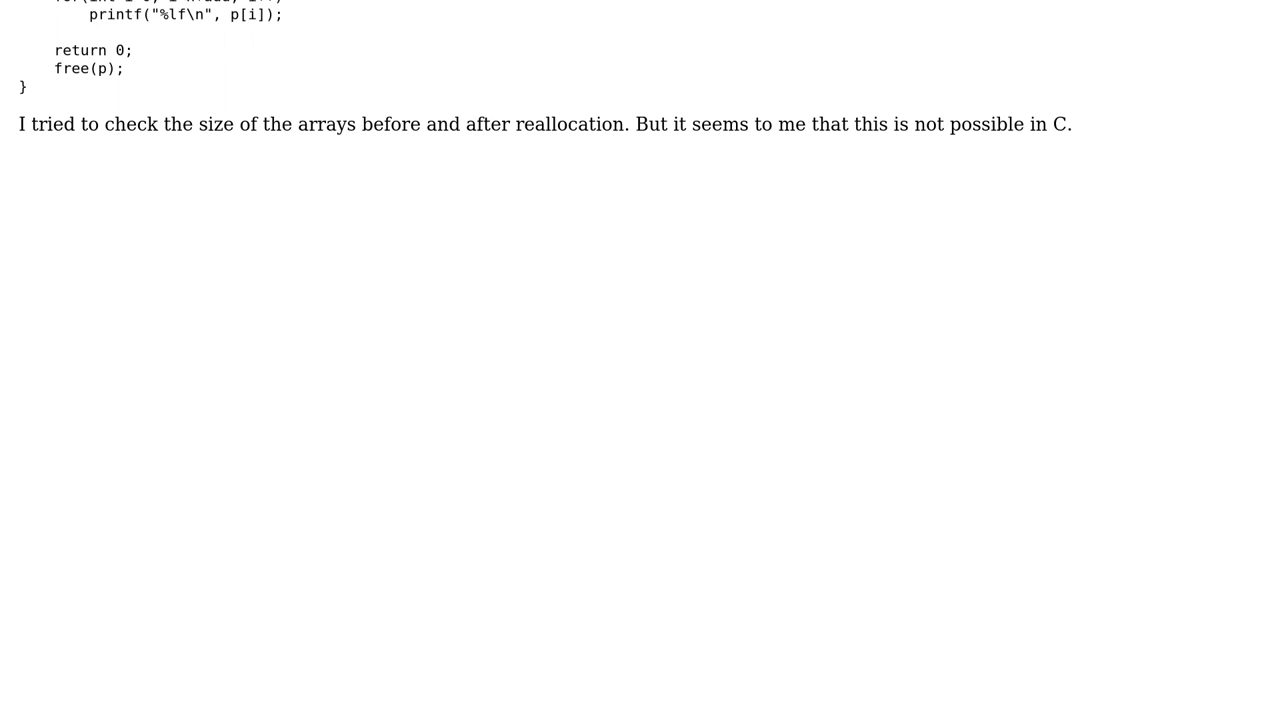 printf("%lf\n", p[i]);
return 0;
free(p);
}
I tried to check the size of the arrays before and after reallocation. But it seems to me that this is not possible in C.